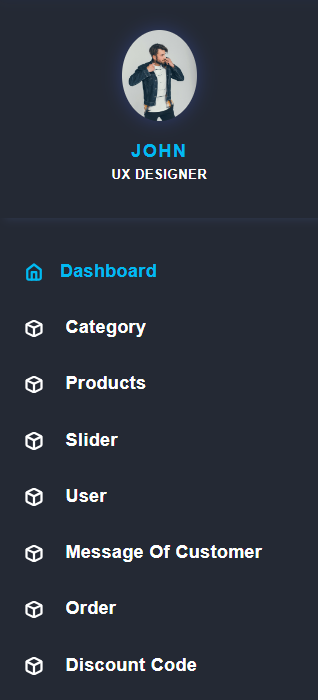 JOHN
UX DESIGNER
Dashboard
Category
Products
Slider
User
Message Of Customer
Order
Discount Code